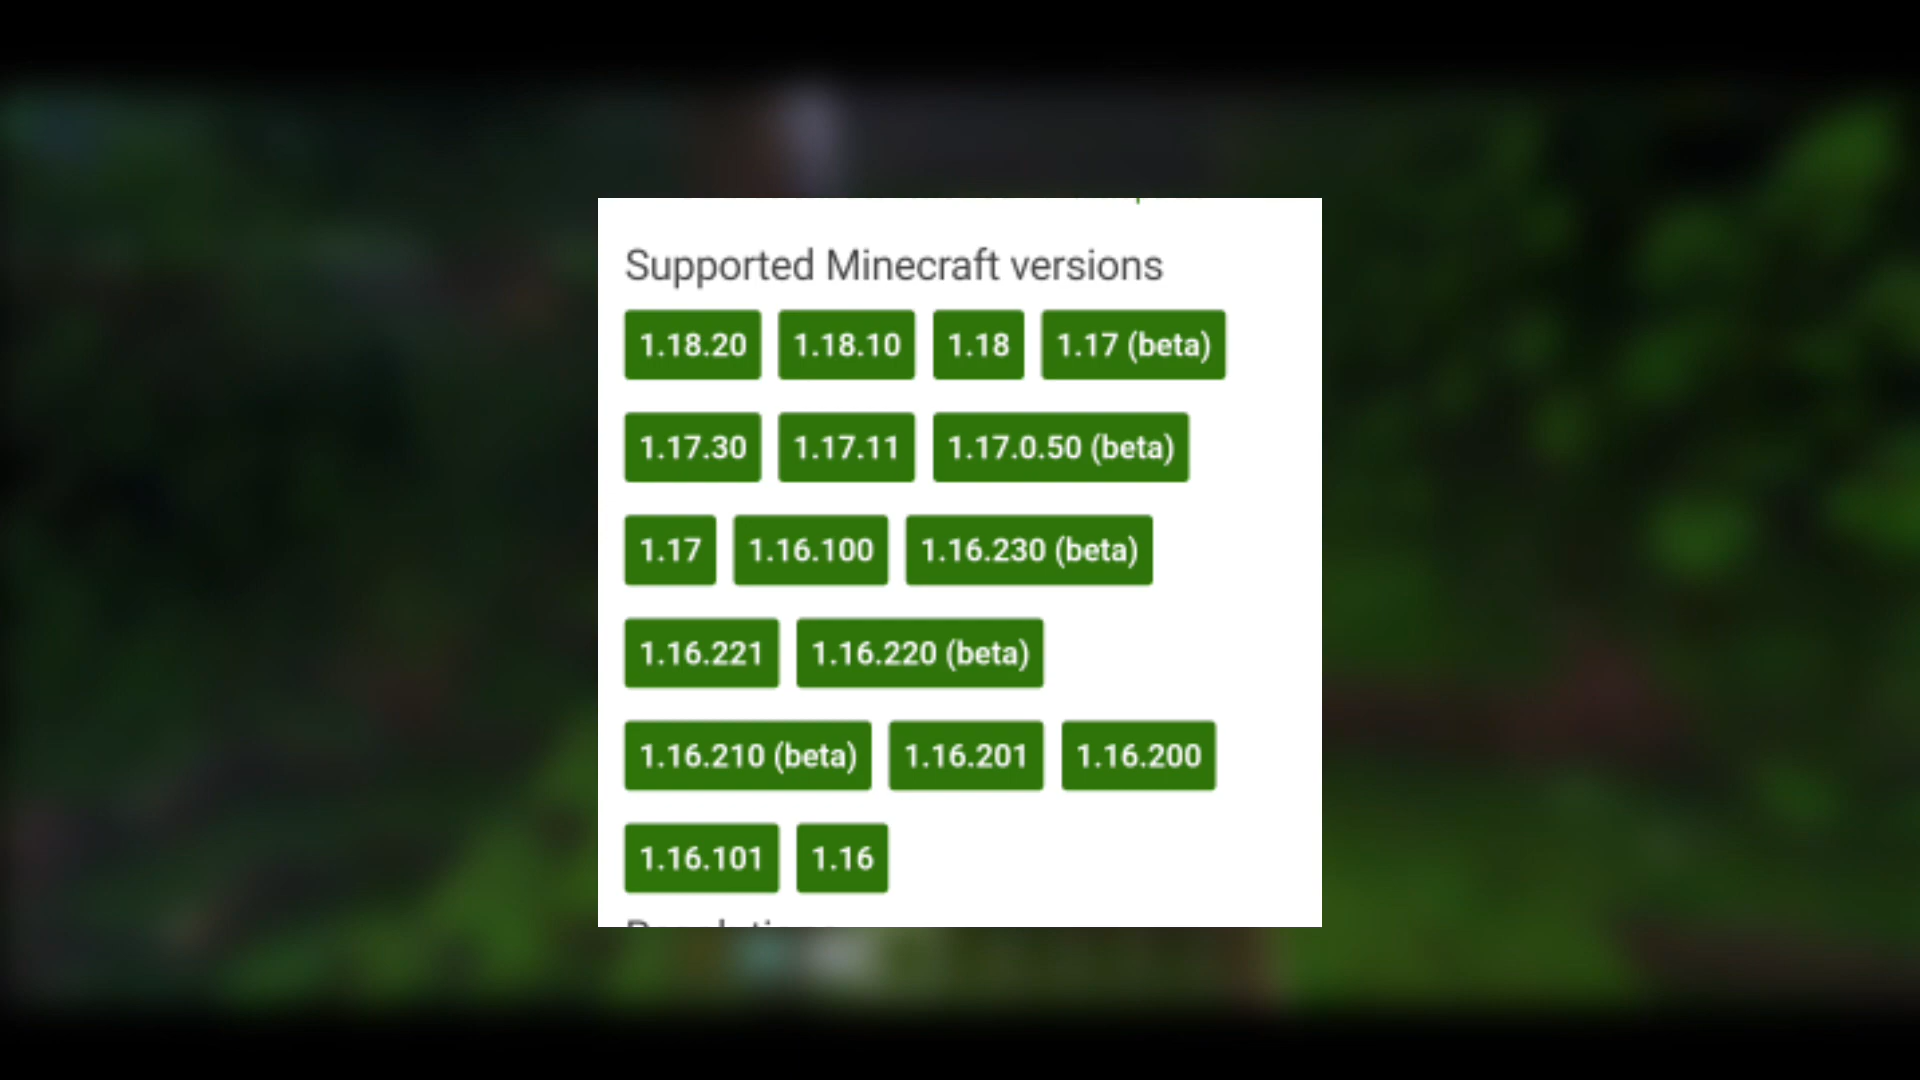 Supported Minecraft versions
1.18.20 1.18.10 1.18 1.17 (beta)
1.17.30 1.17.11 1.17.0.50 (beta)
1.17 1.16.100 1.16.230 (beta)
1.16.221 1.16.220 (beta)
1.16.210 (beta) 1.16.201 1.16.200
1.16.101 1.16